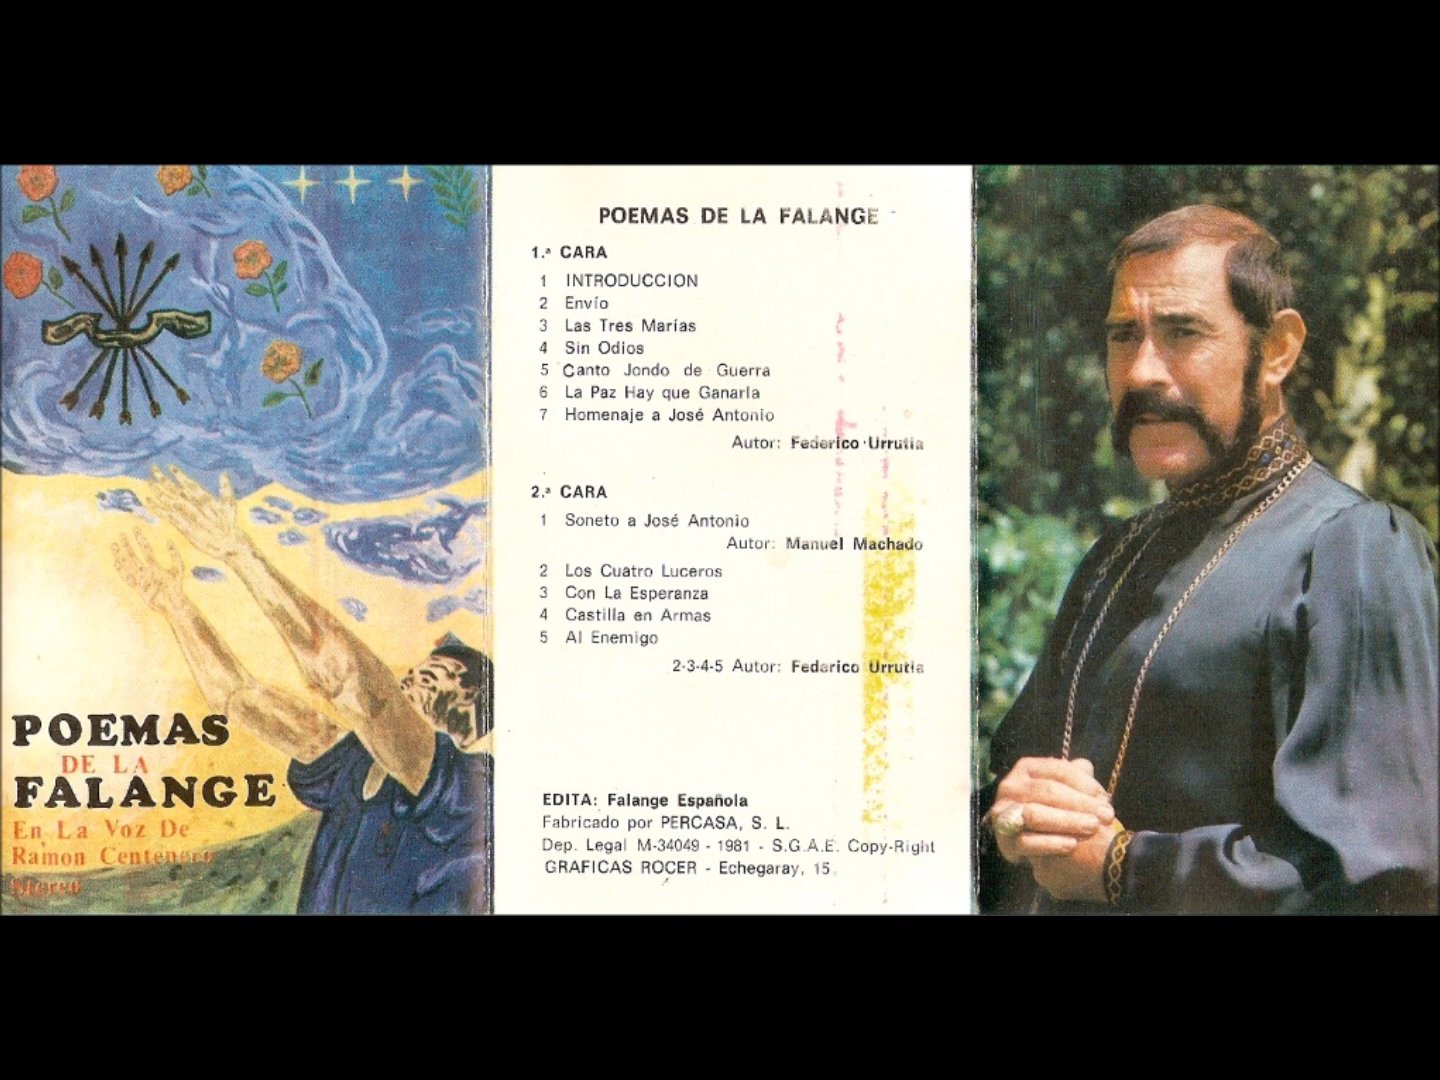 POEMAS
DE LA
FALANGE
En La Voz De
Ramon Centenero
Stereo
POEMAS DE LA FALANGE
1.ª CARA
1 INTRODUCCION
2 Envío
3 Las Tres Marías
4 Sin Odios
5 Canto Jondo de Guerra
6 La Paz Hay que Ganarla
7 Homenaje a José Antonio
Autor: Federico Urrutia
2.ª CARA
1 Soneto a José Antonio
Autor: Manuel Machado
2 Los Cuatro Luceros
3 Con La Esperanza
4 Castilla en Armas
5 Al Enemigo
2-3-4-5 Autor: Federico Urrutia
EDITA: Falange Española
Fabricado por PERCASA, S. L.
Dep. Legal M-34049 - 1981 - S.G.A.E. Copy-Right
GRAFICAS ROCER - Echegaray, 15